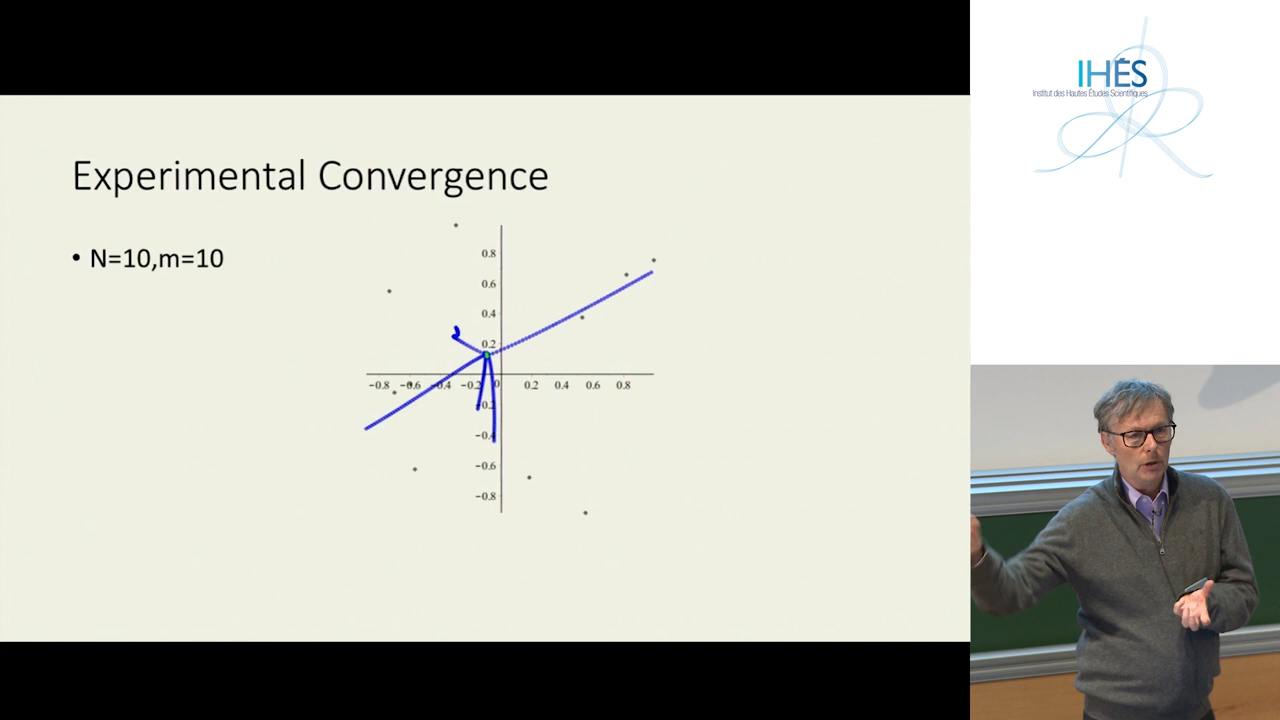 Experimental Convergence
• N=10,m=10
0.8
0.6
0.4
0.2
−0.8 −0.6 −0.4 −0.2 0 0.2 0.4 0.6 0.8
−0.2
−0.4
−0.6
−0.8
IHÉS
Institut des Hautes Études Scientifiques